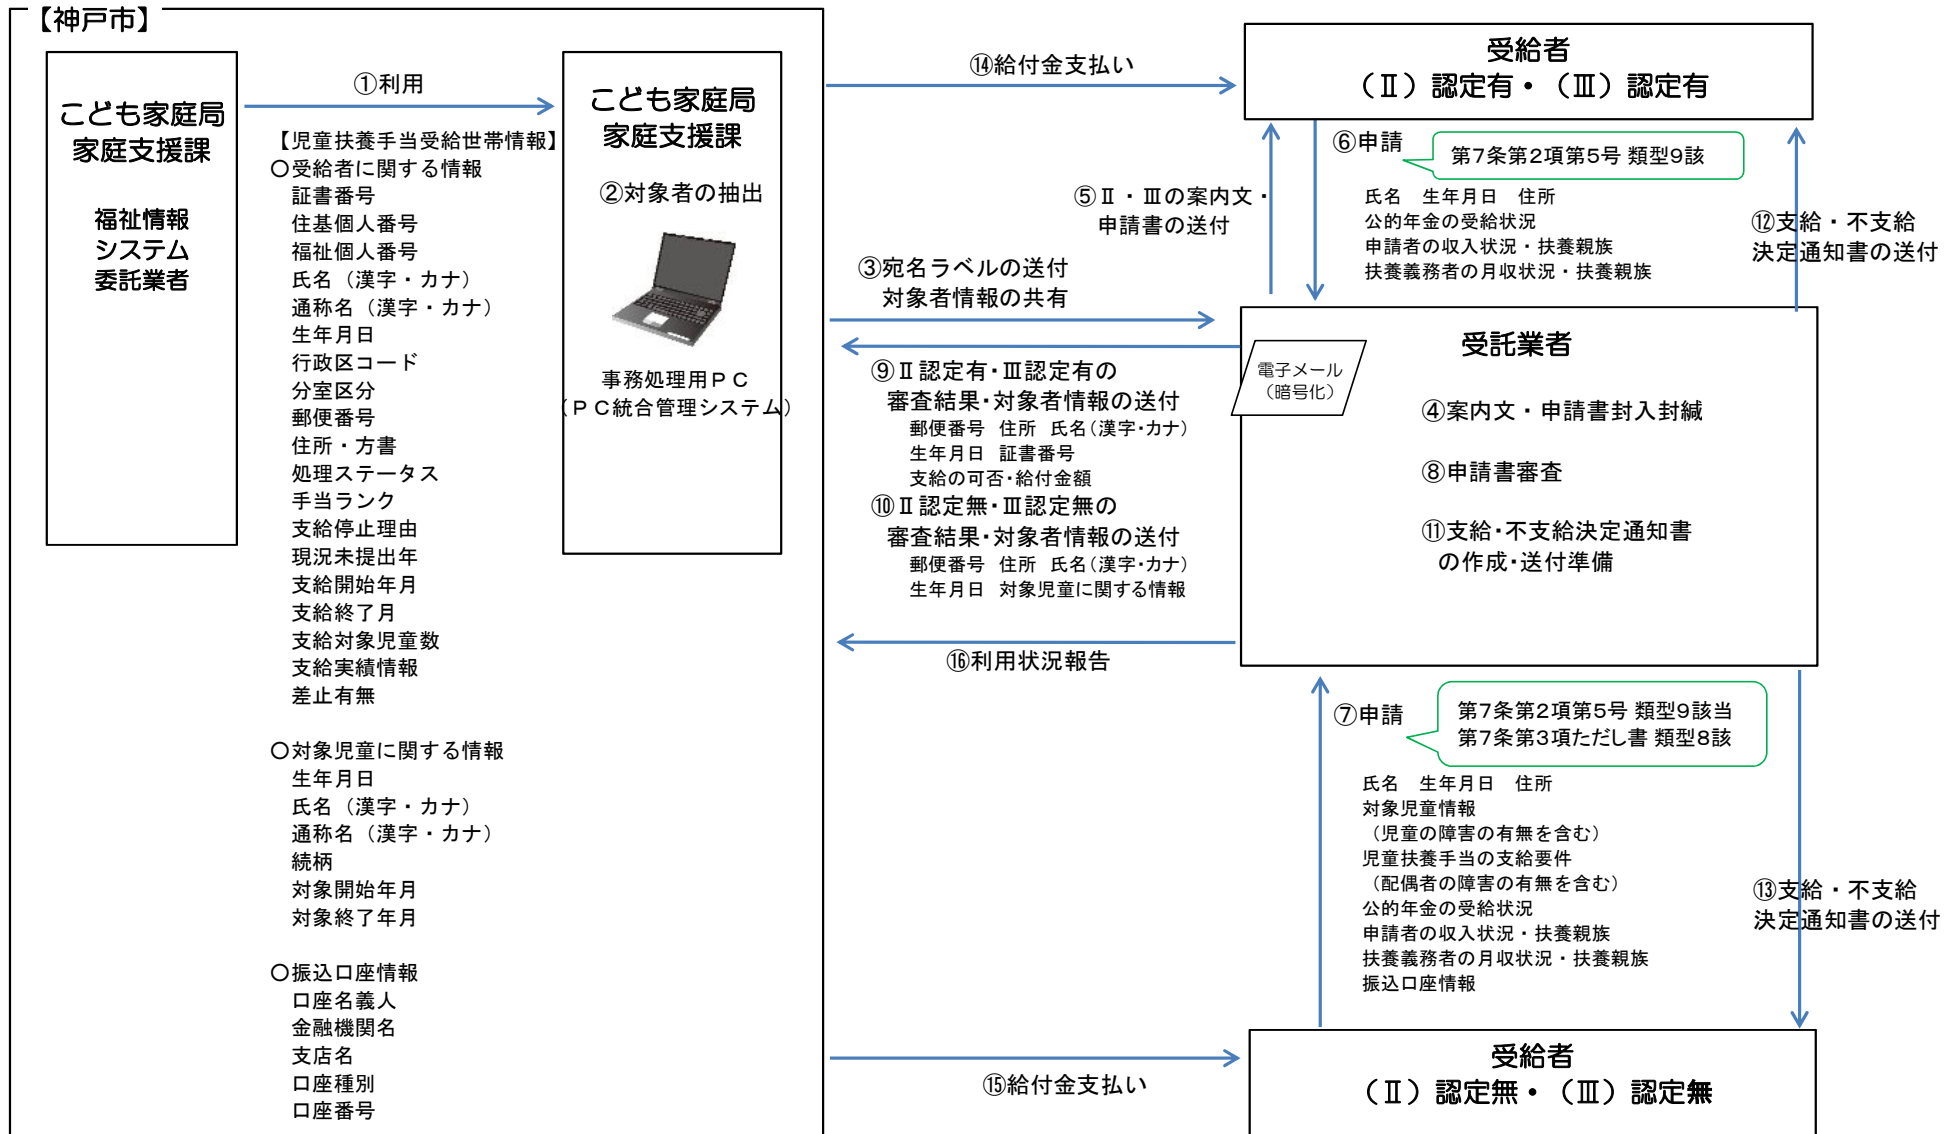 【神戸市】
こども家庭局
家庭支援課
福祉情報
システム
委託業者
①利用
【児童扶養手当受給世帯情報】
○受給者に関する情報
証書番号
住基個人番号
福祉個人番号
氏名（漢字・カナ）
通称名（漢字・カナ）
生年月日
行政区コード
分室区分
郵便番号
住所・方書
処理ステータス
手当ランク
支給停止理由
現況未提出年
支給開始年月
支給終了月
支給対象児童数
支給実績情報
差止有無
○対象児童に関する情報
生年月日
氏名（漢字・カナ）
通称名（漢字・カナ）
続柄
対象開始年月
対象終了年月
○振込口座情報
口座名義人
金融機関名
支店名
口座種別
口座番号
こども家庭局
家庭支援課
②対象者の抽出
事務処理用ＰＣ
（ＰＣ統合管理システム）
⑭給付金支払い
③宛名ラベルの送付
対象者情報の共有
⑨Ⅱ認定有・Ⅲ認定有の
審査結果・対象者情報の送付
郵便番号 住所 氏名（漢字・カナ）
生年月日 証書番号
支給の可否・給付金額
⑩Ⅱ認定無・Ⅲ認定無の
審査結果・対象者情報の送付
郵便番号 住所 氏名（漢字・カナ）
生年月日 対象児童に関する情報
⑯利用状況報告
⑮給付金支払い
受給者
（Ⅱ）認定有・（Ⅲ）認定有
⑤Ⅱ・Ⅲの案内文・
申請書の送付
⑥申請
第７条第２項第５号 類型９該
氏名 生年月日 住所
公的年金の受給状況
申請者の収入状況・扶養親族
扶養義務者の月収状況・扶養親族
⑫支給・不支給
決定通知書の送付
受託業者
電子メール
（暗号化）
④案内文・申請書封入封緘
⑧申請書審査
⑪支給・不支給決定通知書
の作成・送付準備
⑦申請
第７条第２項第５号 類型９該当
第７条第３項ただし書 類型８該
氏名 生年月日 住所
対象児童情報
（児童の障害の有無を含む）
児童扶養手当の支給要件
（配偶者の障害の有無を含む）
公的年金の受給状況
申請者の収入状況・扶養親族
扶養義務者の月収状況・扶養親族
振込口座情報
⑬支給・不支給
決定通知書の送付
受給者
（Ⅱ）認定無・（Ⅲ）認定無